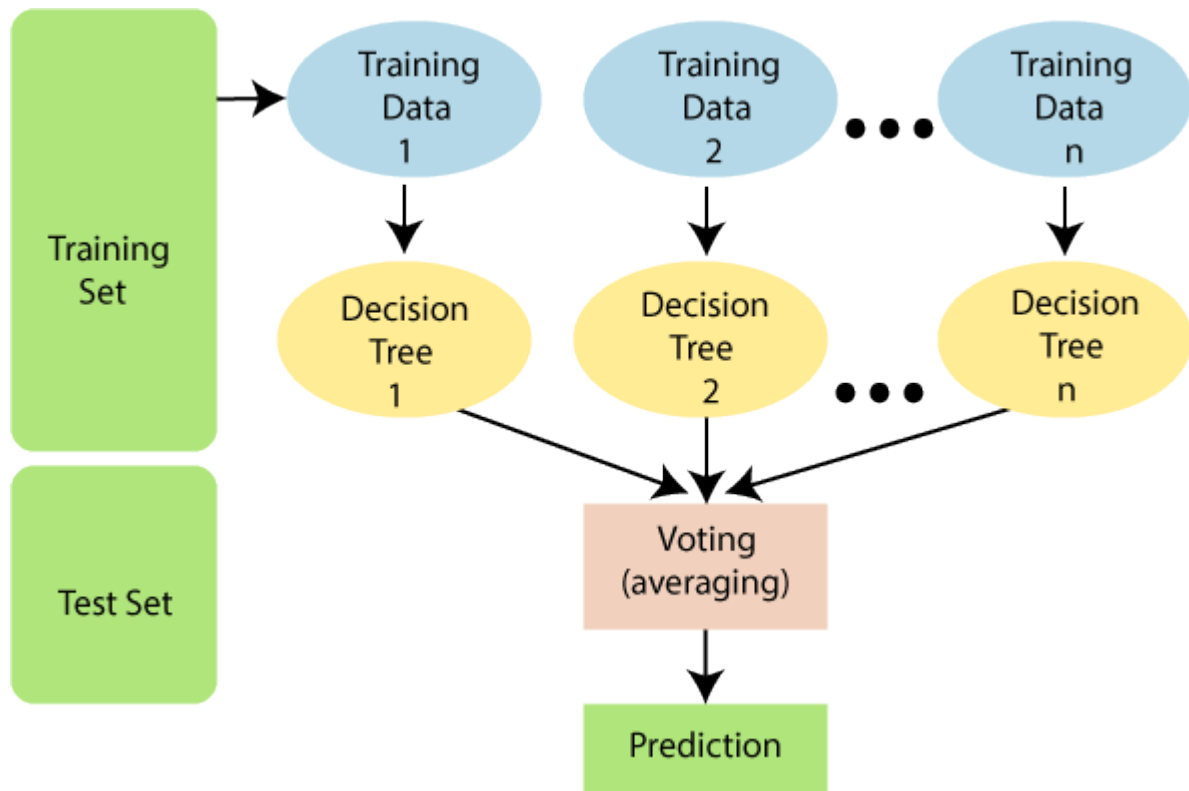 Training
Data
1
Training
Data
2
Training
Data
n
Training
Set
Decision
Tree
1
Decision
Tree
2
Decision
Tree
n
Test Set
Voting
(averaging)
Prediction